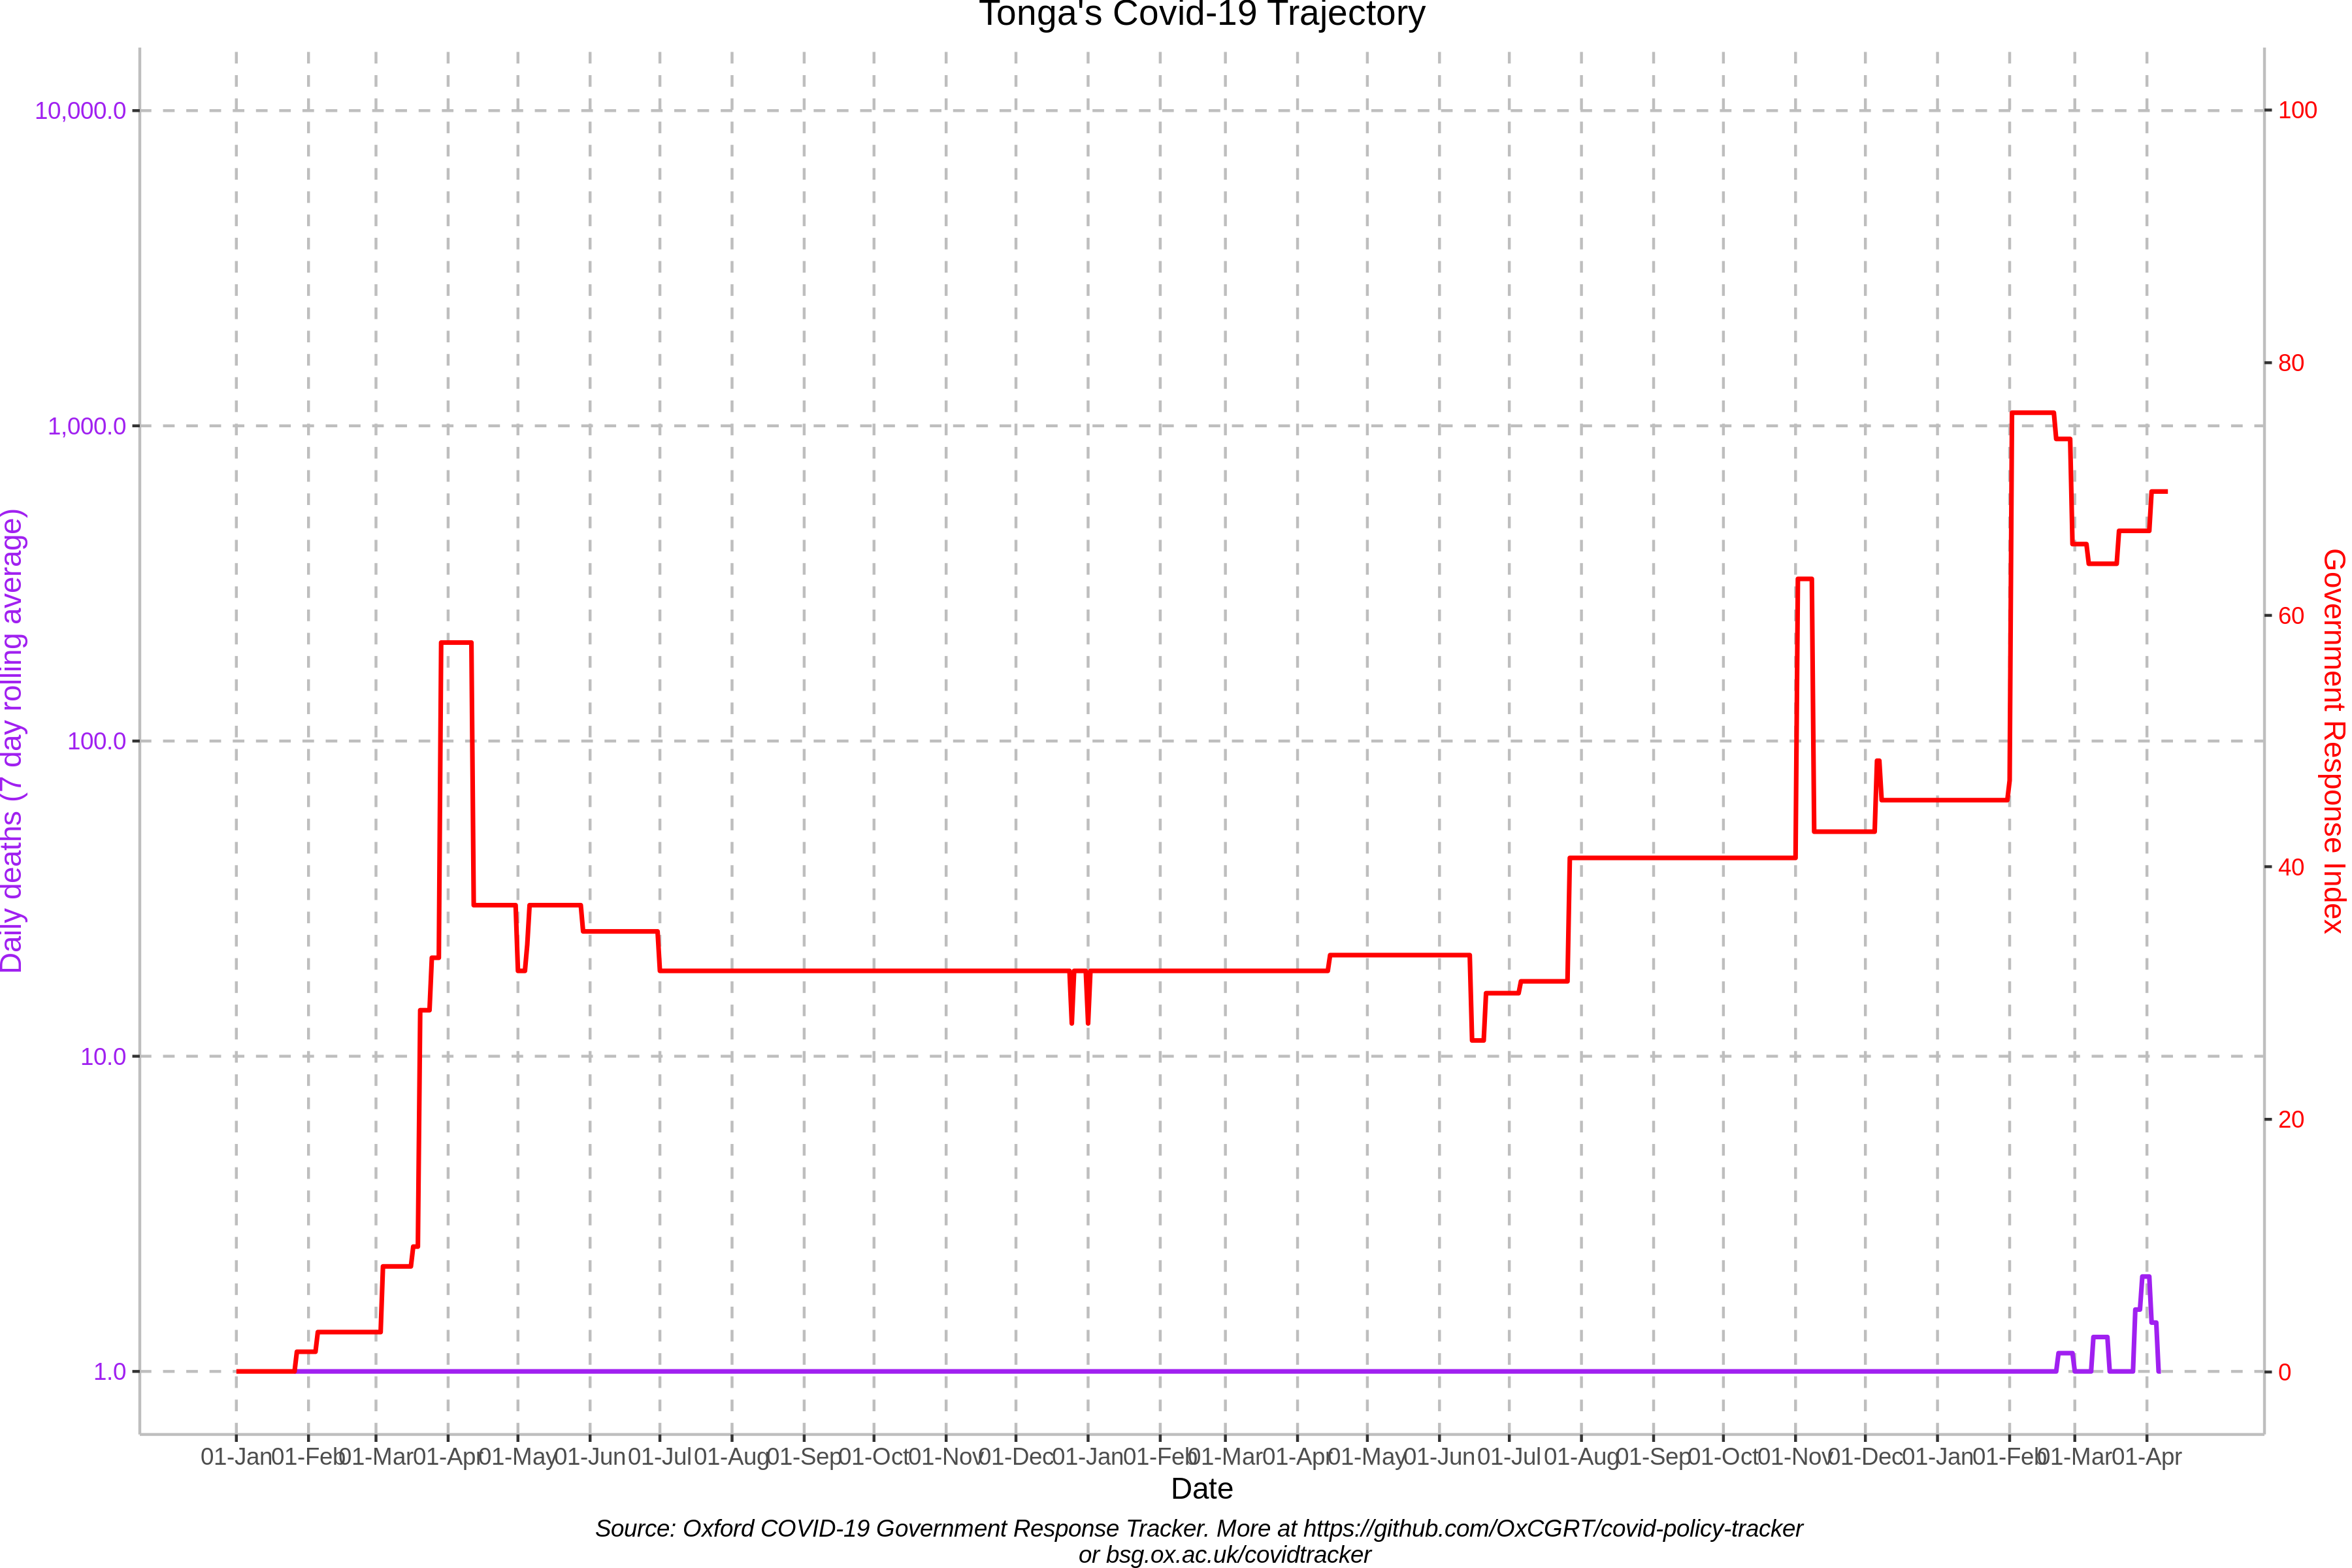 Tonga's Covid-19 Trajectory
10,000.0
1,000.0
100.0
10.0
1.0
Daily deaths (7 day rolling average)
100
80
60
40
20
0
Government Response Index
01-Jan 01-Feb 01-Mar 01-Apr 01-May 01-Jun 01-Jul 01-Aug 01-Sep 01-Oct 01-Nov 01-Dec 01-Jan 01-Feb 01-Mar 01-Apr 01-May 01-Jun 01-Jul 01-Aug 01-Sep 01-Oct 01-Nov 01-Dec 01-Jan 01-Feb 01-Mar 01-Apr
Date
Source: Oxford COVID-19 Government Response Tracker. More at https://github.com/OxCGRT/covid-policy-tracker
or bsg.ox.ac.uk/covidtracker